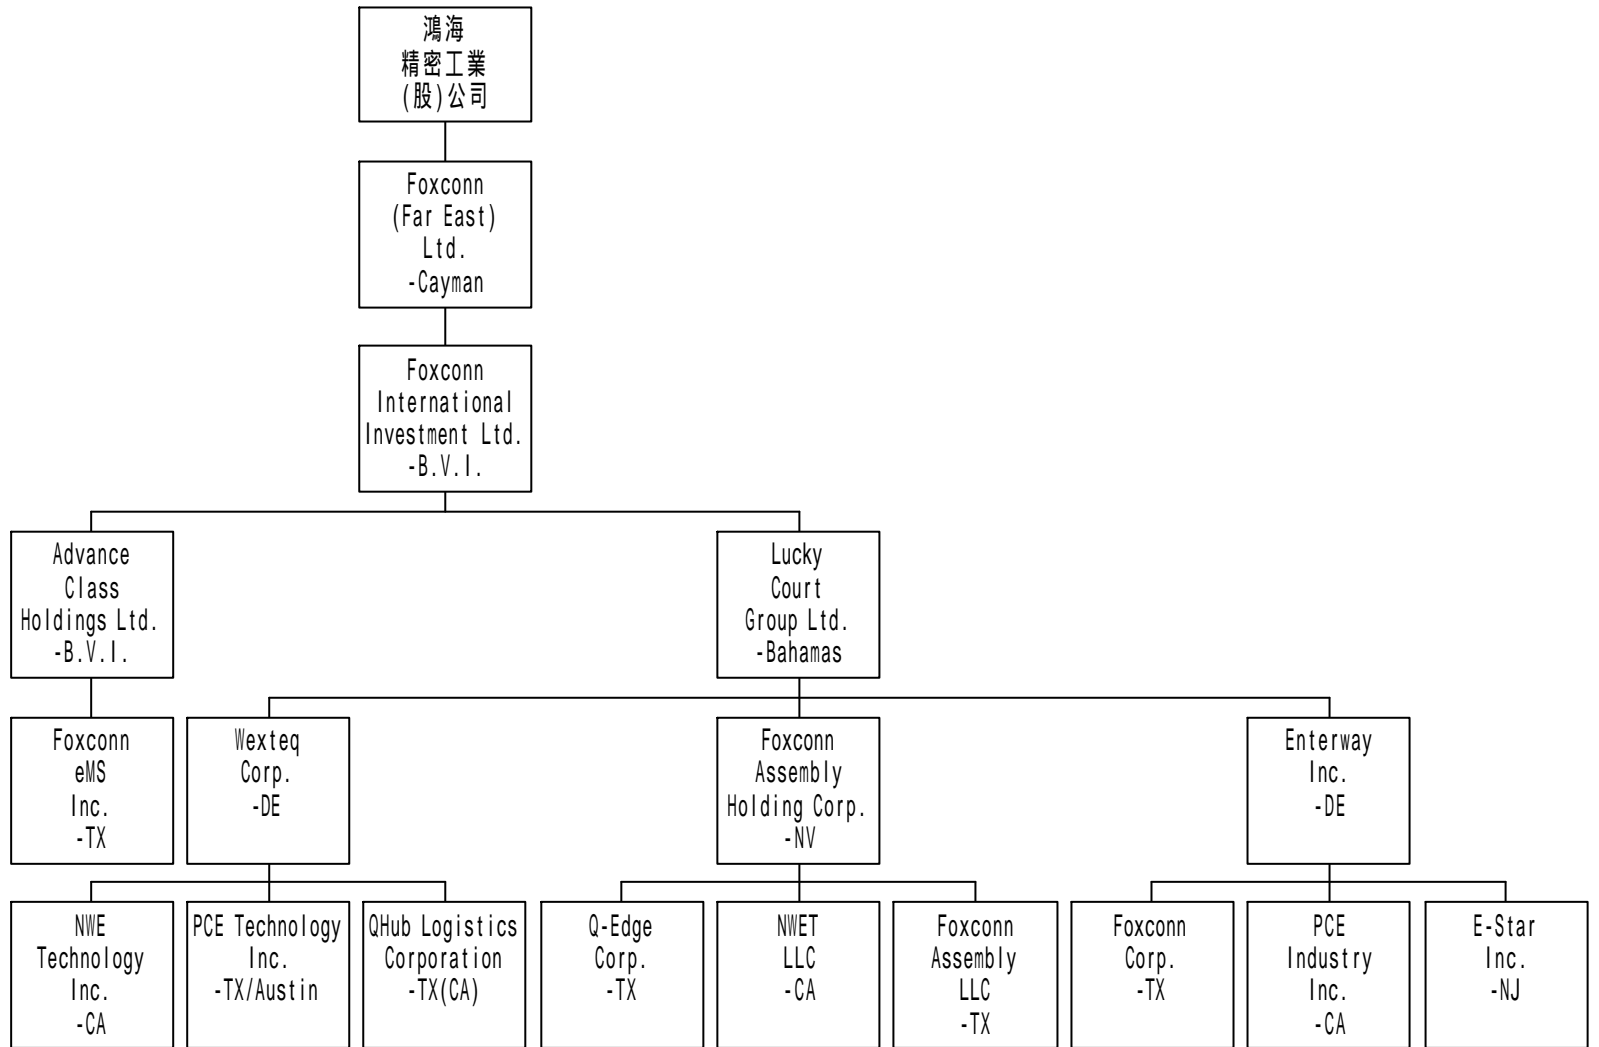 鴻海
精密工業
(股)公司
Foxconn
(Far East)
Ltd.
-Cayman
Foxconn
International
Investment Ltd.
-B.V.I.
Advance
Class
Holdings Ltd.
-B.V.I.
Lucky
Court
Group Ltd.
-Bahamas
Foxconn
eMS
Inc.
-TX
Wexteq
Corp.
-DE
Foxconn
Assembly
Holding Corp.
-NV
Enterway
Inc.
-DE
NWE
Technology
Inc.
-CA
PCE Technology
Inc.
-TX/Austin
QHub Logistics
Corporation
-TX(CA)
Q-Edge
Corp.
-TX
NWET
LLC
-CA
Foxconn
Assembly
LLC
-TX
Foxconn
Corp.
-TX
PCE
Industry
Inc.
-CA
E-Star
Inc.
-NJ